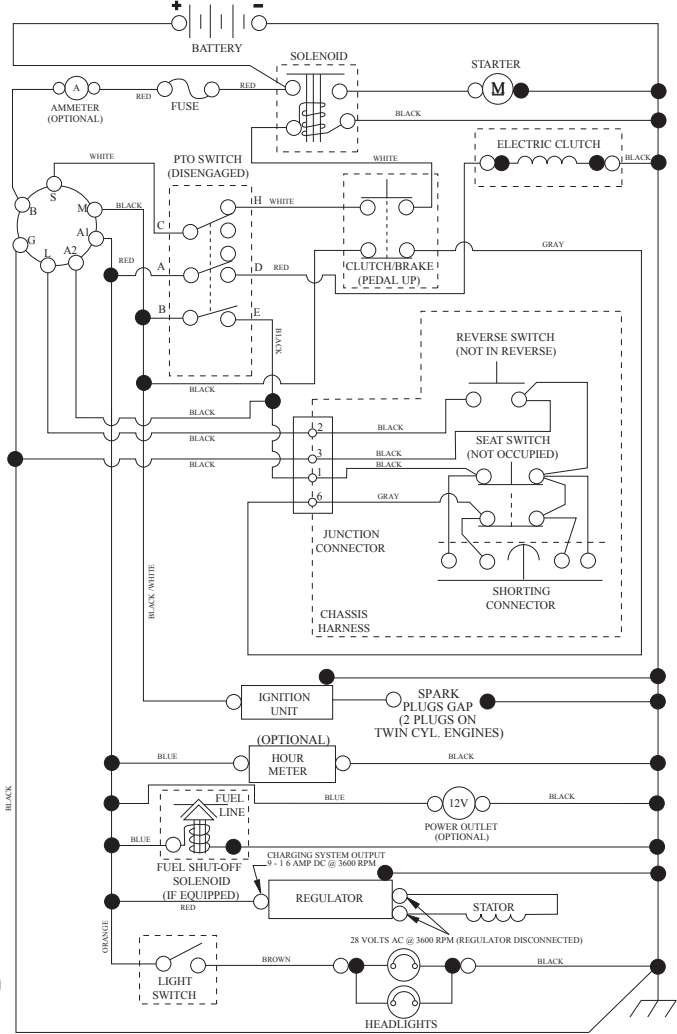 + -
BATTERY
SOLENOID
STARTER
A
AMMETER
(OPTIONAL)
RED
FUSE
RED
M
BLACK
ELECTRIC CLUTCH
BLACK
WHITE
PTO SWITCH
(DISENGAGED)
WHITE
S
B
M
BLACK
G
A1
L
A2
H
WHITE
C
RED
A
D
RED
B
E
BLACK
CLUTCH/BRAKE
(PEDAL UP)
GRAY
REVERSE SWITCH
(NOT IN REVERSE)
BLACK
BLACK
BLACK
BLACK
2
BLACK
3
BLACK
1
BLACK
6
GRAY
SEAT SWITCH
(NOT OCCUPIED)
JUNCTION
CONNECTOR
SHORTING
CONNECTOR
CHASSIS
HARNESS
BLACK /WHITE
IGNITION
UNIT
SPARK
PLUGS GAP
(2 PLUGS ON
TWIN CYL. ENGINES)
(OPTIONAL)
HOUR
METER
BLUE
BLACK
BLACK
FUEL
LINE
BLUE
12V
BLACK
POWER OUTLET
(OPTIONAL)
BLUE
FUEL SHUT-OFF
SOLENOID
(IF EQUIPPED)
CHARGING SYSTEM OUTPUT
9 - 1 6 AMP DC @ 3600 RPM
RED
REGULATOR
STATOR
28 VOLTS AC @ 3600 RPM (REGULATOR DISCONNECTED)
ORANGE
LIGHT
SWITCH
BROWN
BLACK
HEADLIGHTS